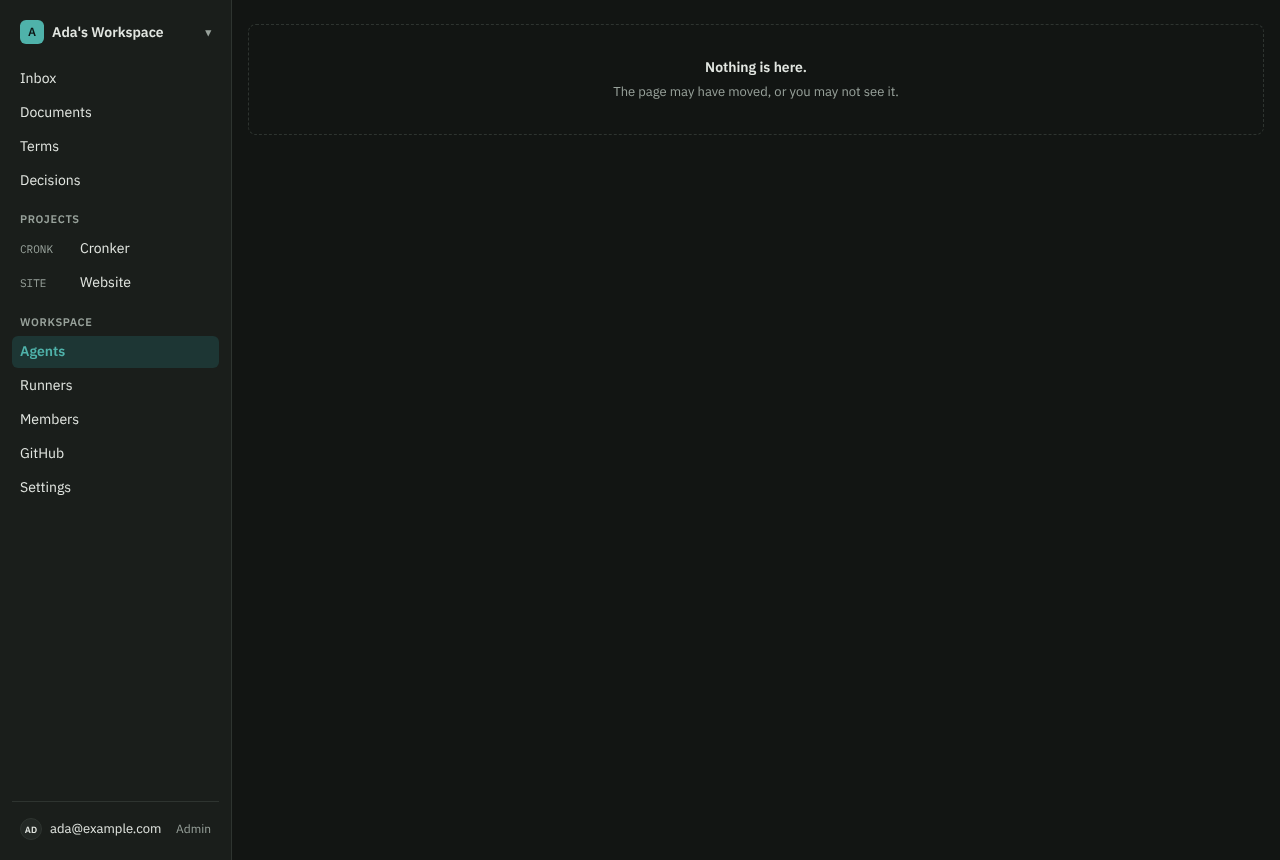 A Ada's Workspace ▾
Inbox
Documents
Terms
Decisions
PROJECTS
CRONK Cronker
SITE Website
WORKSPACE
Agents
Runners
Members
GitHub
Settings
AD ada@example.com Admin
Nothing is here.
The page may have moved, or you may not see it.